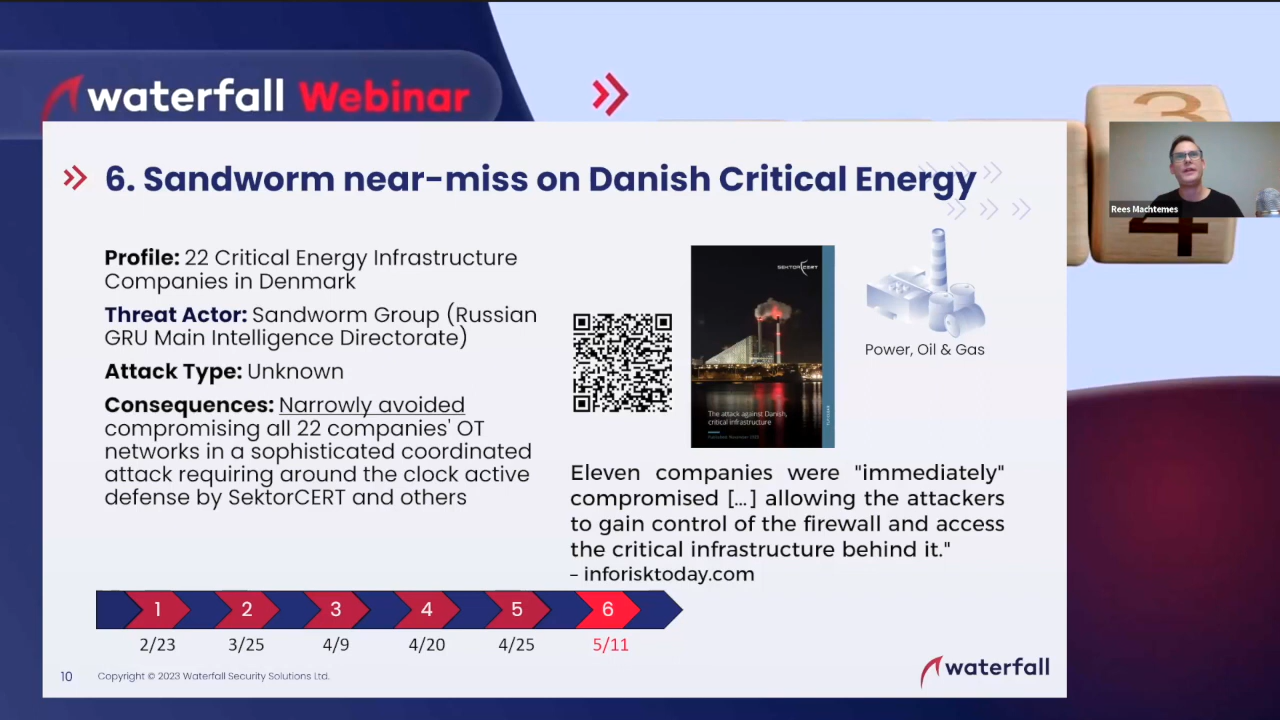 waterfall Webinar
3
4
Rees Machtemes
6. Sandworm near-miss on Danish Critical Energy
Profile: 22 Critical Energy Infrastructure
Companies in Denmark
Threat Actor: Sandworm Group (Russian
GRU Main Intelligence Directorate)
Attack Type: Unknown
Consequences: Narrowly avoided
compromising all 22 companies' OT
networks in a sophisticated coordinated
attack requiring around the clock active
defense by SektorCERT and others
SEKTORCERT
The attack against Danish,
critical infrastructure
Power, Oil & Gas
Eleven companies were "immediately"
compromised [...] allowing the attackers
to gain control of the firewall and access
the critical infrastructure behind it."
– inforisktoday.com
1 2 3 4 5 6
2/23 3/25 4/9 4/20 4/25 5/11
10 Copyright © 2023 Waterfall Security Solutions Ltd.
waterfall